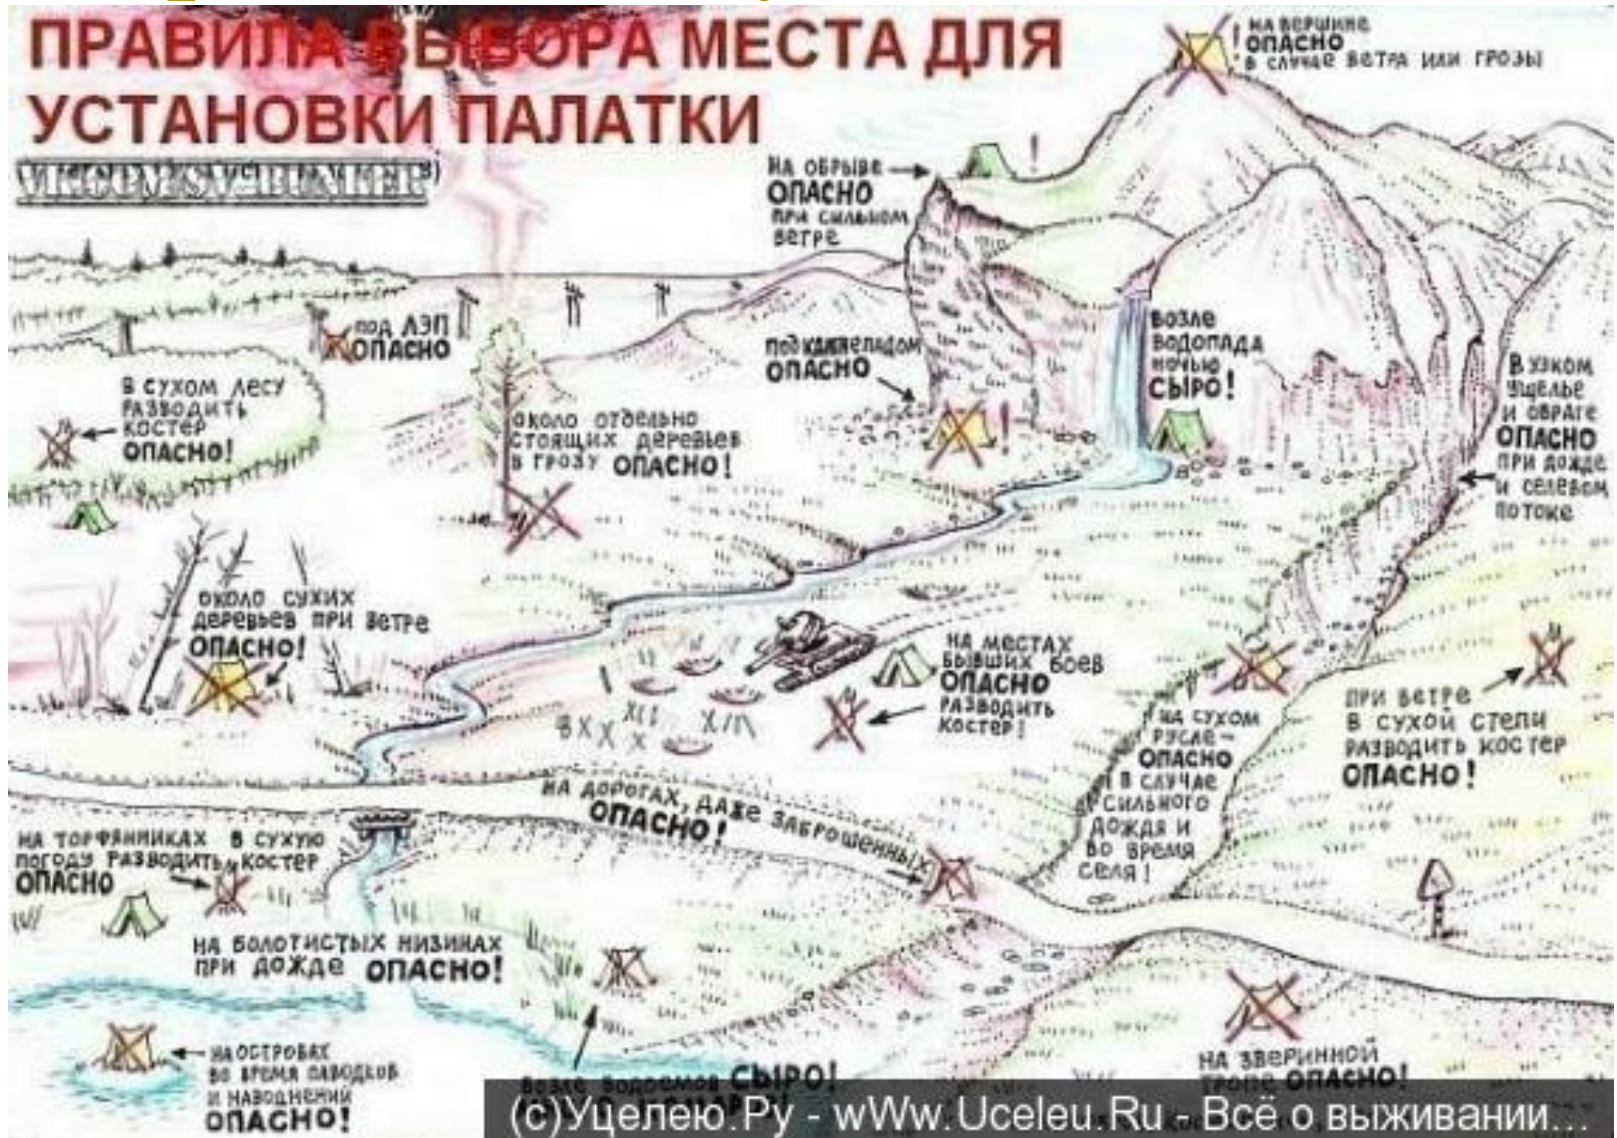 ПРАВИЛА ВЫБОРА МЕСТА ДЛЯ
УСТАНОВКИ ПАЛАТКИ
VK.COM/SV_BUNKER
НА ВЕРШИНЕ
ОПАСНО
В СЛУЧАЕ ВЕТРА ИЛИ ГРОЗЫ
НА ОБРЫВЕ
ОПАСНО
ПРИ СИЛЬНОМ
ВЕТРЕ
ПОД ЛЭП
ОПАСНО
В СУХОМ ЛЕСУ
РАЗВОДИТЬ
КОСТЕР
ОПАСНО!
ОКОЛО ОТДЕЛЬНО
СТОЯЩИХ ДЕРЕВЬЕВ
В ГРОЗУ ОПАСНО!
ПОД КАМНЕПАДОМ
ОПАСНО
ВОЗЛЕ
ВОДОПАДА
НОЧЬЮ
СЫРО!
В УЗКОМ
УЩЕЛЬЕ
И ОВРАГЕ
ОПАСНО
ПРИ ДОЖДЕ
И СЕЛЕВОМ
ПОТОКЕ
ОКОЛО СУХИХ
ДЕРЕВЬЕВ ПРИ ВЕТРЕ
ОПАСНО!
НА МЕСТАХ
БЫВШИХ БОЕВ
ОПАСНО
РАЗВОДИТЬ
КОСТЕР!
НА СУХОМ
РУСЛЕ-
ОПАСНО
В СЛУЧАЕ
СИЛЬНОГО
ДОЖДЯ И
ВО ВРЕМЯ
СЕЛЯ!
ПРИ ВЕТРЕ
В СУХОЙ СТЕПИ
РАЗВОДИТЬ КОСТЕР
ОПАСНО!
НА ДОРОГАХ, ДАЖЕ ЗАБРОШЕННЫХ
ОПАСНО!
НА ТОРФЯННИКАХ В СУХУЮ
ПОГОДУ РАЗВОДИТЬ КОСТЕР
ОПАСНО
НА БОЛОТИСТЫХ НИЗИНАХ
ПРИ ДОЖДЕ ОПАСНО!
НА ОСТРОВАХ
ВО ВРЕМЯ ПАВОДКОВ
И НАВОДНЕНИЙ
ОПАСНО!
ВОЗЛЕ ВОДОЕМОВ СЫРО!
НА ЗВЕРИННОЙ
ТРОПЕ ОПАСНО!
(c)Уцелею.Ру - wWw.Uceleu.Ru - Всё о выживании...